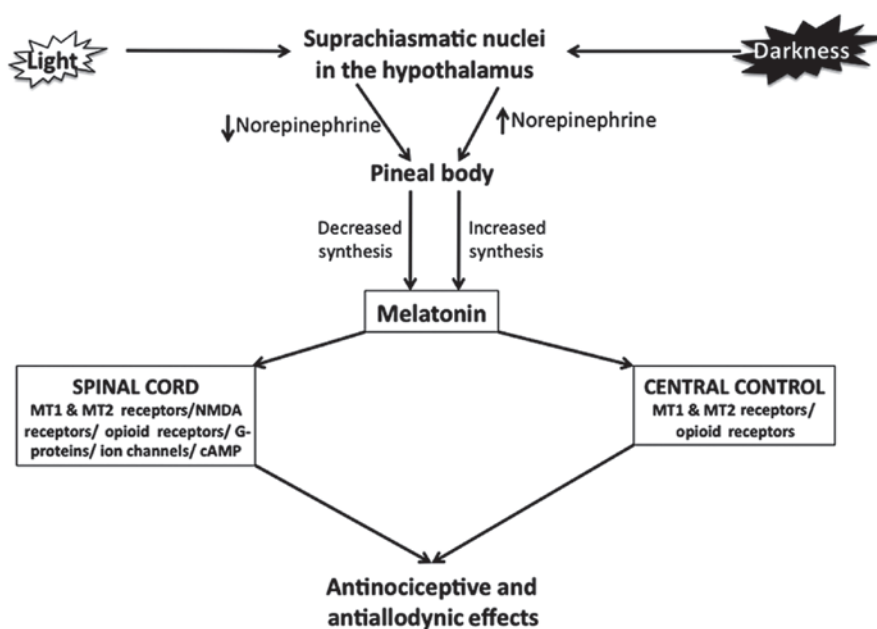 Light
Suprachiasmatic nuclei
in the hypothalamus
Darkness
↓Norepinephrine
↑Norepinephrine
Pineal body
Decreased
synthesis
Increased
synthesis
Melatonin
SPINAL CORD
MT1 & MT2 receptors/NMDA
receptors/ opioid receptors/ G-
proteins/ ion channels/ cAMP
CENTRAL CONTROL
MT1 & MT2 receptors/
opioid receptors
Antinociceptive and
antiallodynic effects